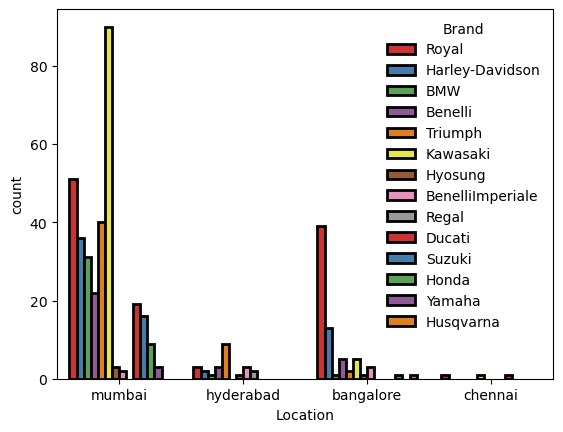 Brand
Royal
Harley-Davidson
BMW
Benelli
Triumph
Kawasaki
Hyosung
BenelliImperiale
Regal
Ducati
Suzuki
Honda
Yamaha
Husqvarna
80
60
40
20
0
count
mumbai hyderabad bangalore chennai
Location